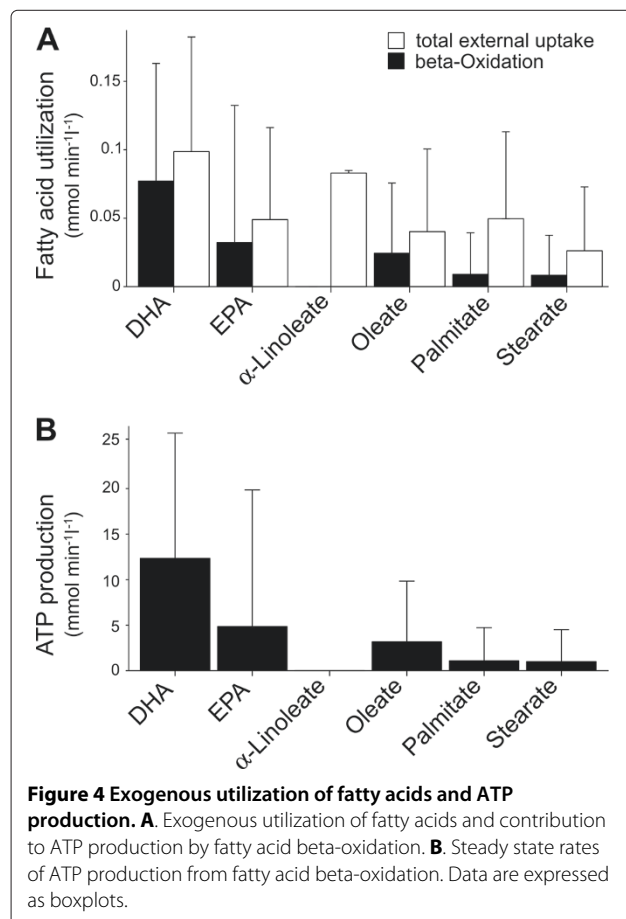 A
total external uptake
beta-Oxidation
Fatty acid utilization
(mmol min⁻¹l⁻¹)
0.15
0.1
0.05
0
DHA
EPA
α-Linoleate
Oleate
Palmitate
Stearate
B
ATP production
(mmol min⁻¹l⁻¹)
25
20
15
10
5
0
DHA
EPA
α-Linoleate
Oleate
Palmitate
Stearate
Figure 4 Exogenous utilization of fatty acids and ATP
production. A. Exogenous utilization of fatty acids and contribution
to ATP production by fatty acid beta-oxidation. B. Steady state rates
of ATP production from fatty acid beta-oxidation. Data are expressed
as boxplots.